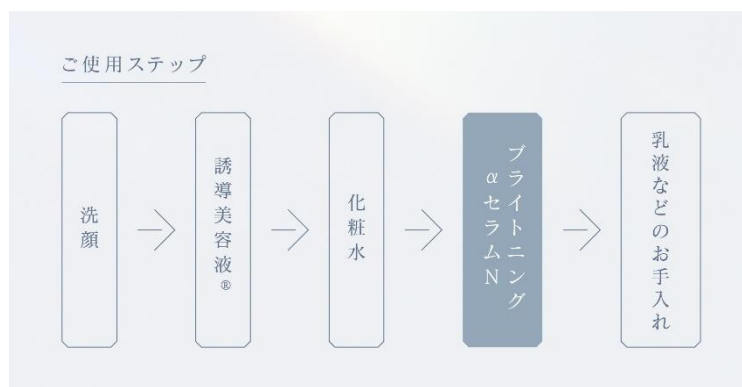 ご使用ステップ
洗顔
誘導美容液®
化粧水
ブライトニング
αセラムN
乳液などのお手入れ